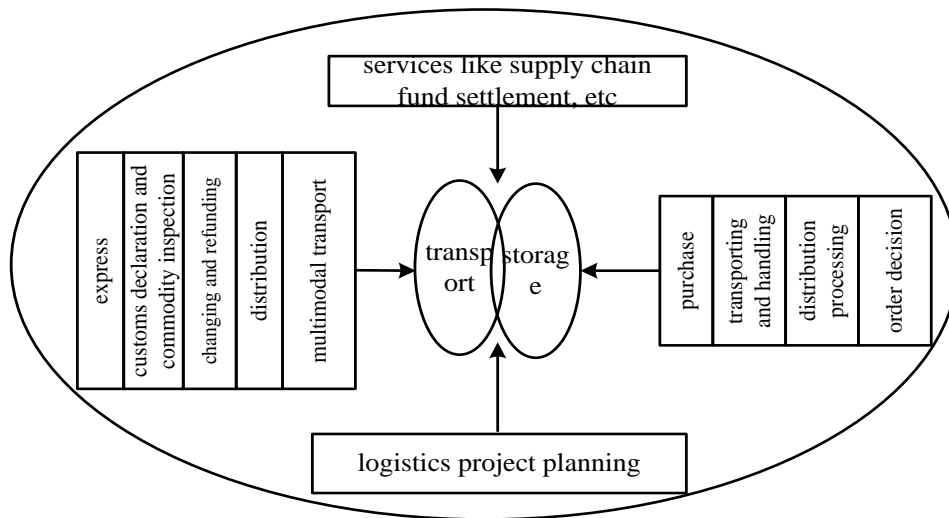 services like supply chain
fund settlement, etc
express
customs declaration and
commodity inspection
changing and refunding
distribution
multimodal transport
transp
ort
storag
e
purchase
transporting
and handling
distribution
processing
order decision
logistics project planning